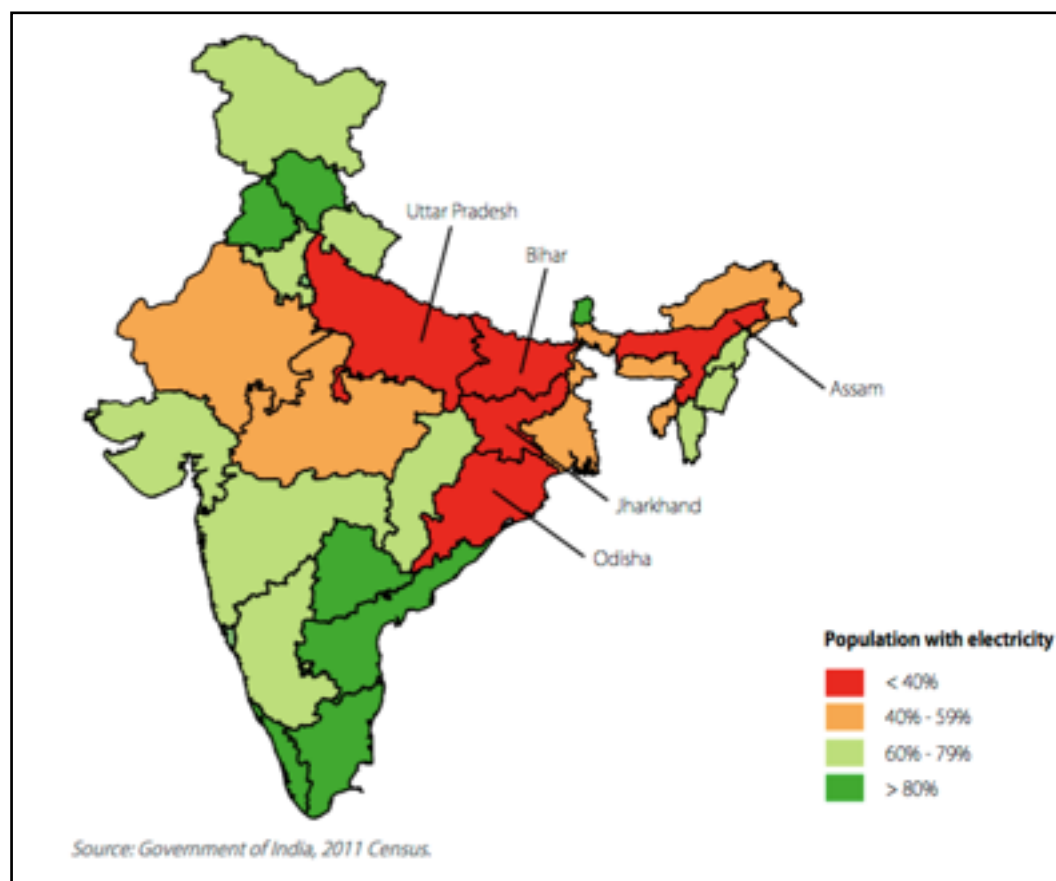 Uttar Pradesh
Bihar
Assam
Jharkhand
Odisha
Population with electricity
< 40%
40% - 59%
60% - 79%
> 80%
Source: Government of India, 2011 Census.